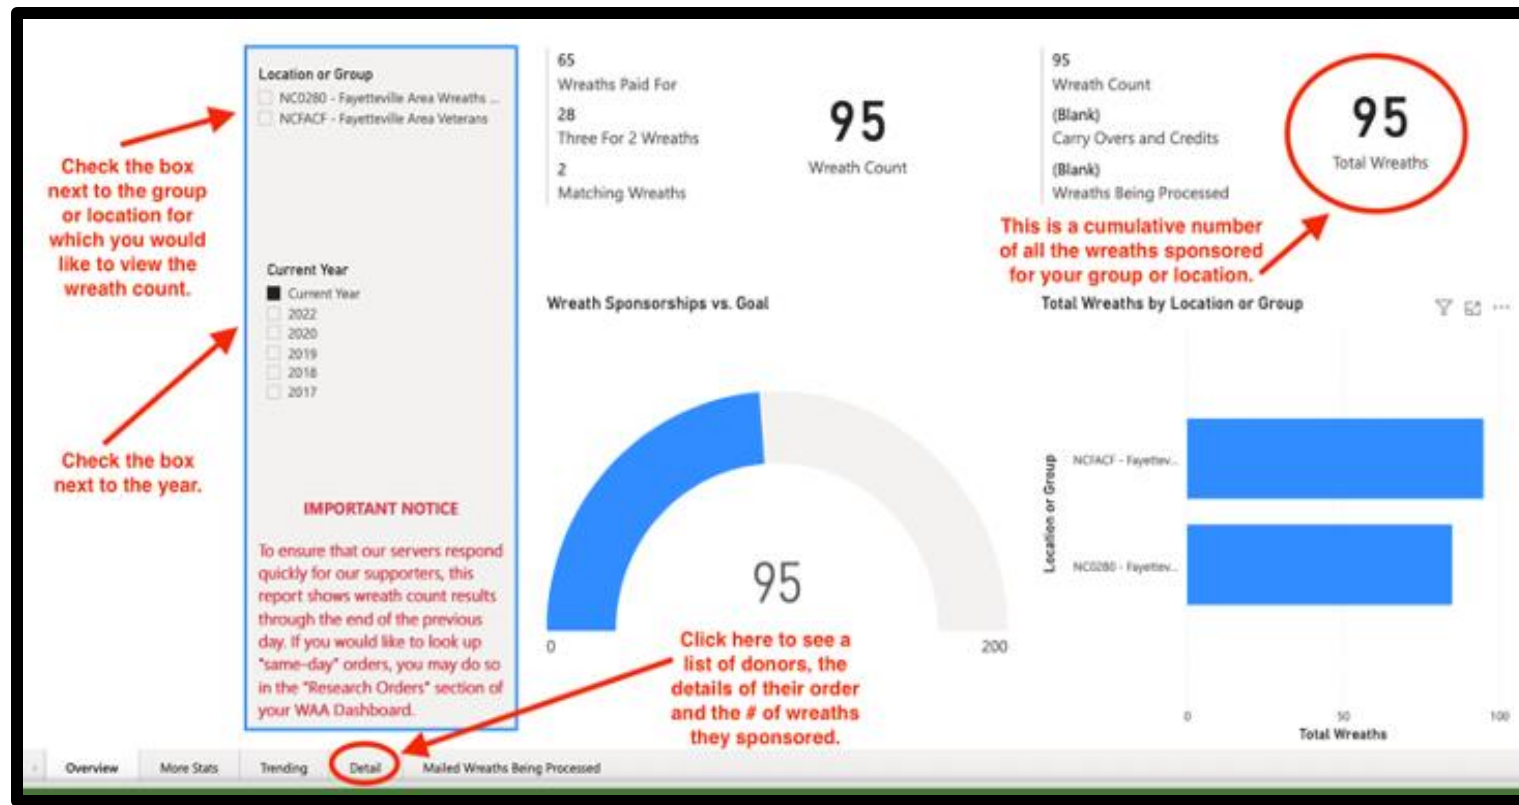 Location or Group
NC0280 - Fayetteville Area Wreaths ...
NCFACF - Fayetteville Area Veterans
Check the box
next to the group
or location for
which you would
like to view the
wreath count.
Current Year
Current Year
2022
2020
2019
2018
2017
Check the box
next to the year.
IMPORTANT NOTICE
To ensure that our servers respond
quickly for our supporters, this
report shows wreath count results
through the end of the previous
day. If you would like to look up
"same-day" orders, you may do so
in the "Research Orders" section of
your WAA Dashboard.
65
Wreaths Paid For
28
Three For 2 Wreaths
2
Matching Wreaths
95
Wreath Count
95
Wreath Count
(Blank)
Carry Overs and Credits
(Blank)
Wreaths Being Processed
95
Total Wreaths
This is a cumulative number
of all the wreaths sponsored
for your group or location.
Wreath Sponsorships vs. Goal
95
0
200
Click here to see a
list of donors, the
details of their order
and the # of wreaths
they sponsored.
Total Wreaths by Location or Group
Location or Group
NCFACF - Fayettev...
NC0280 - Fayettev...
0
50
100
Total Wreaths
Overview
More Stats
Trending
Detail
Mailed Wreaths Being Processed